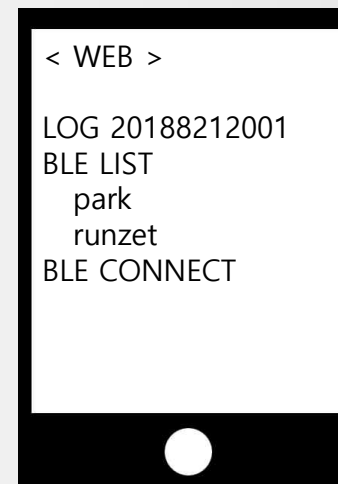 < WEB >
LOG 20188212001
BLE LIST
park
runzet
BLE CONNECT